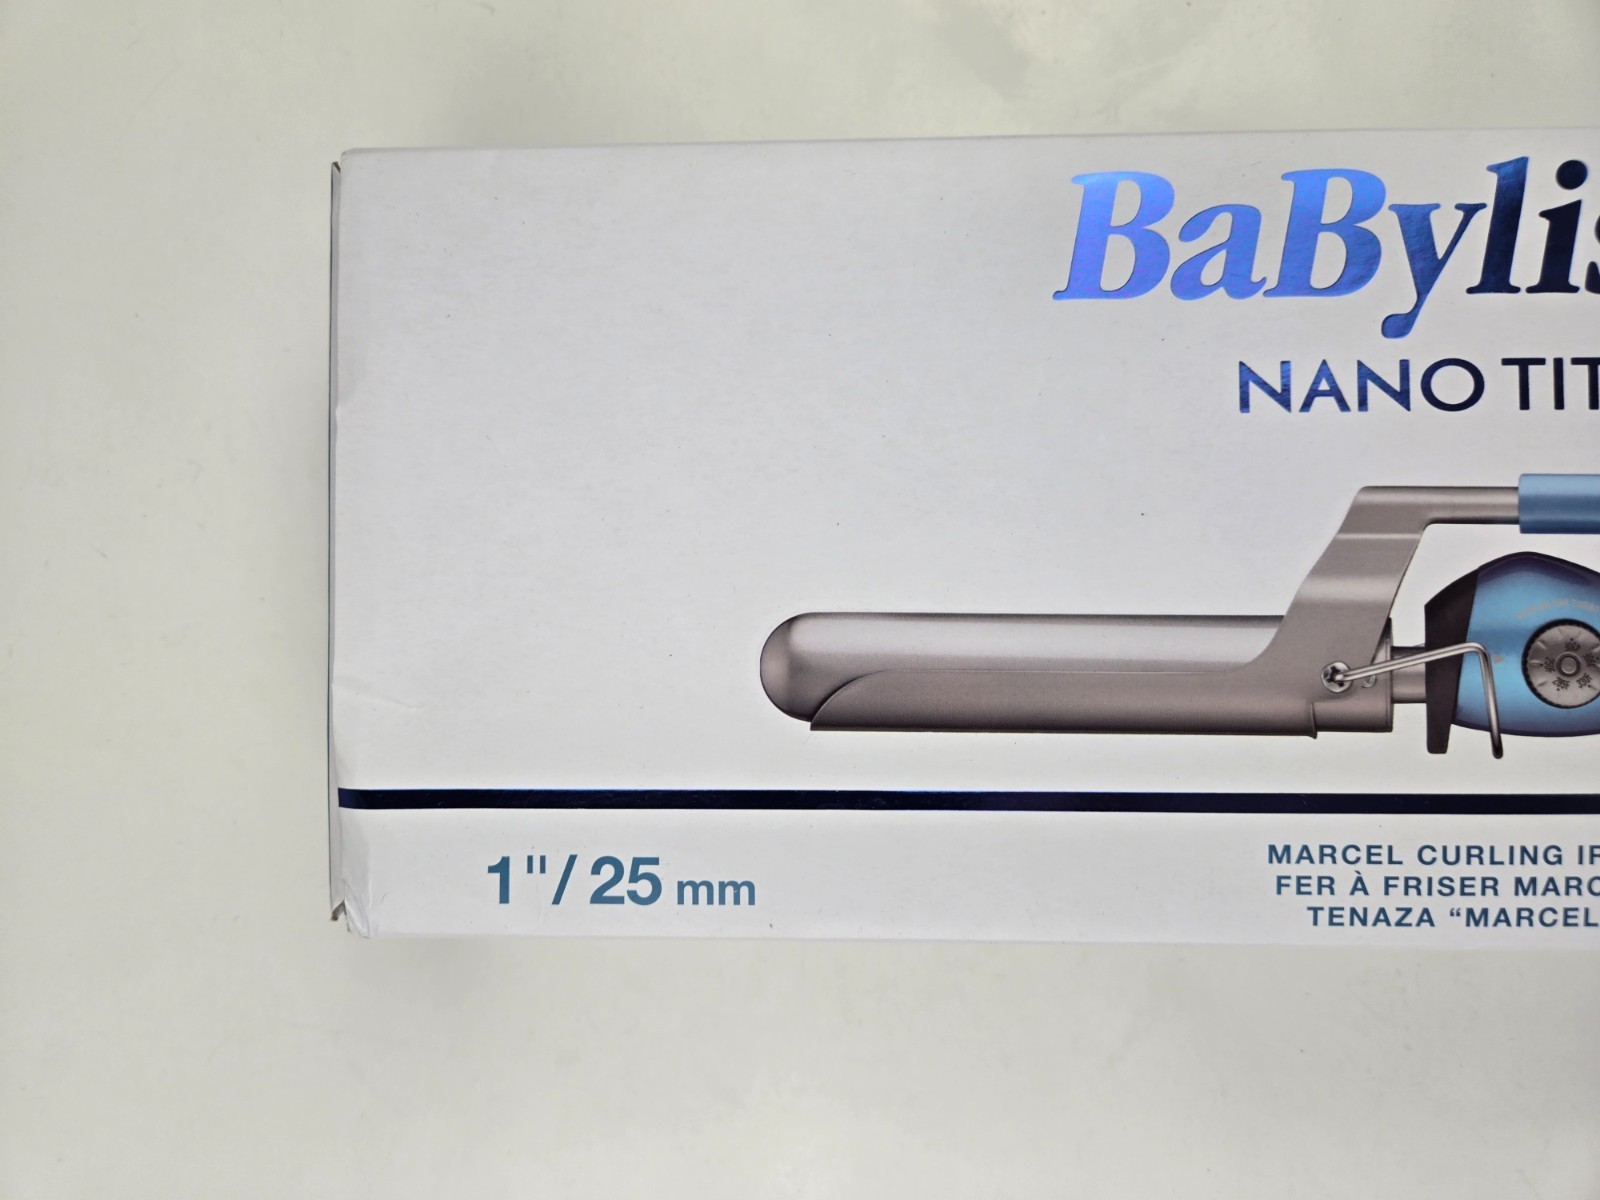 BaBylis
NANO TIT
1"/25 mm
MARCEL CURLING IR
FER À FRISER MARC
TENAZA “MARCEL